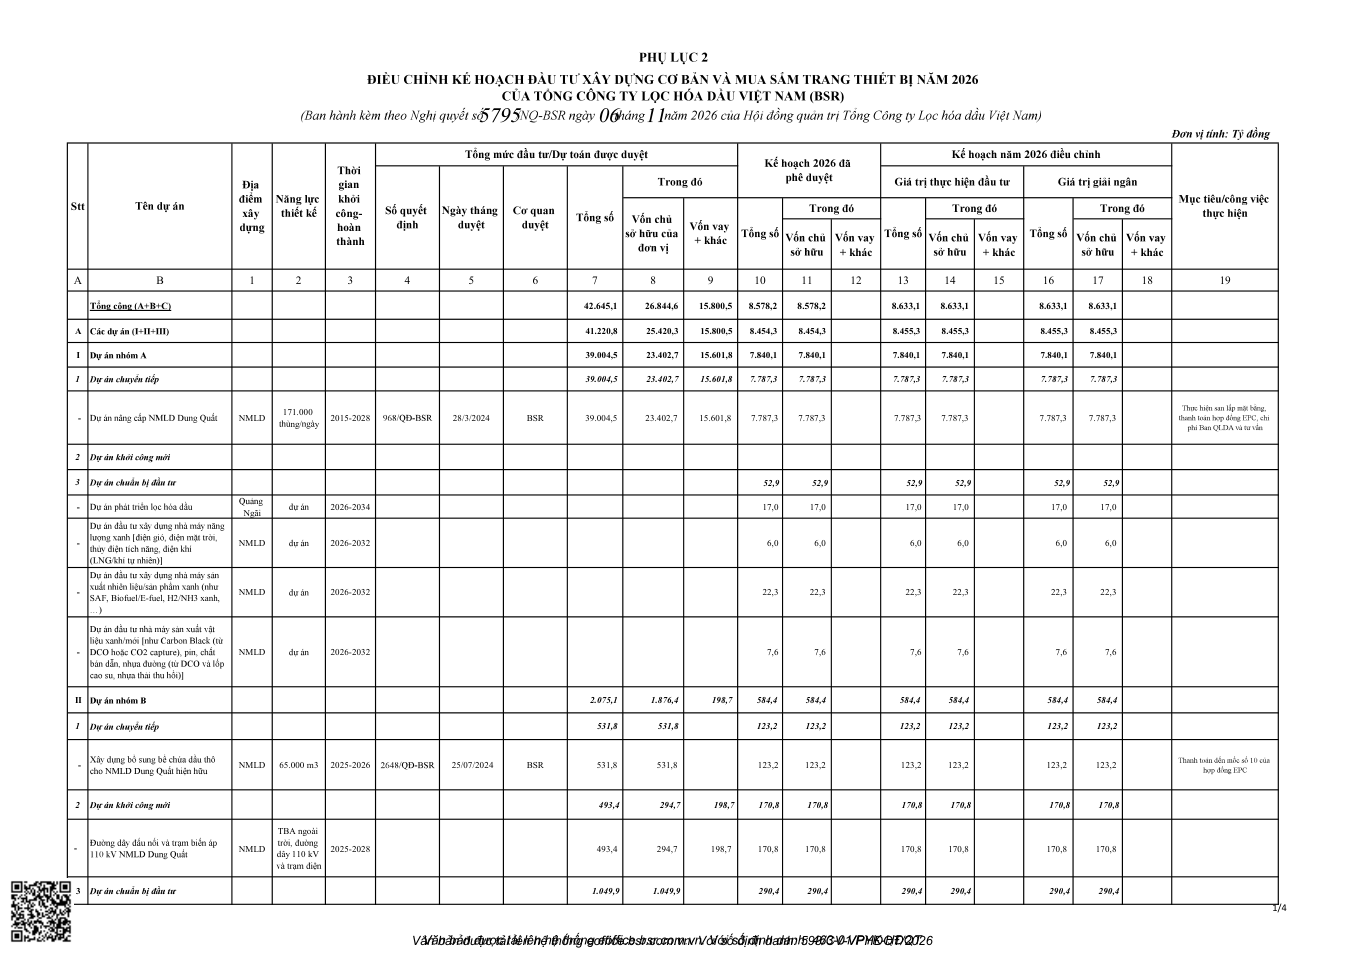 PHỤ LỤC 2
ĐIỀU CHỈNH KẾ HOẠCH ĐẦU TƯ XÂY DỰNG CƠ BẢN VÀ MUA SẮM TRANG THIẾT BỊ NĂM 2026
CỦA TỔNG CÔNG TY LỌC HÓA DẦU VIỆT NAM (BSR)
(Ban hành kèm theo Nghị quyết số 5795 NQ-BSR ngày 06 tháng 11 năm 2026 của Hội đồng quản trị Tổng Công ty Lọc hóa dầu Việt Nam)
Đơn vị tính: Tỷ đồng
Stt Tên dự án Địa điểm xây dựng Năng lực thiết kế Thời gian khởi công-hoàn thành Tổng mức đầu tư/Dự toán được duyệt Kế hoạch 2026 đã phê duyệt Kế hoạch năm 2026 điều chỉnh Mục tiêu/công việc thực hiện
Số quyết định Ngày tháng duyệt Cơ quan duyệt Tổng số Trong đó Giá trị thực hiện đầu tư Giá trị giải ngân
Vốn chủ sở hữu của đơn vị Vốn vay + khác Tổng số Trong đó Tổng số Trong đó Tổng số Trong đó
Vốn chủ sở hữu Vốn vay + khác Vốn chủ sở hữu Vốn vay + khác Vốn chủ sở hữu Vốn vay + khác
A B 1 2 3 4 5 6 7 8 9 10 11 12 13 14 15 16 17 18 19
Tổng cộng (A+B+C) 42.645,1 26.844,6 15.800,5 8.578,2 8.578,2 8.633,1 8.633,1 8.633,1 8.633,1
A Các dự án (I+II+III) 41.220,8 25.420,3 15.800,5 8.454,3 8.454,3 8.455,3 8.455,3 8.455,3 8.455,3
I Dự án nhóm A 39.004,5 23.402,7 15.601,8 7.840,1 7.840,1 7.840,1 7.840,1 7.840,1 7.840,1
1 Dự án chuyển tiếp 39.004,5 23.402,7 15.601,8 7.787,3 7.787,3 7.787,3 7.787,3 7.787,3 7.787,3
- Dự án nâng cấp NMLD Dung Quất NMLD 171.000 thùng/ngày 2015-2028 968/QĐ-BSR 28/3/2024 BSR 39.004,5 23.402,7 15.601,8 7.787,3 7.787,3 7.787,3 7.787,3 7.787,3 7.787,3 Thực hiện san lấp mặt bằng, thanh toán hợp đồng EPC, chi phí Ban QLDA và tư vấn
2 Dự án khởi công mới
3 Dự án chuẩn bị đầu tư 52,9 52,9 52,9 52,9 52,9 52,9
- Dự án phát triển lọc hóa dầu Quảng Ngãi dự án 2026-2034 17,0 17,0 17,0 17,0 17,0 17,0
- Dự án đầu tư xây dựng nhà máy năng lượng xanh [điện gió, điện mặt trời, thủy điện tích năng, điện khí (LNG/khí tự nhiên)] NMLD dự án 2026-2032 6,0 6,0 6,0 6,0 6,0 6,0
- Dự án đầu tư xây dựng nhà máy sản xuất nhiên liệu/sản phẩm xanh (như SAF, Biofuel/E-fuel, H2/NH3 xanh, …) NMLD dự án 2026-2032 22,3 22,3 22,3 22,3 22,3 22,3
- Dự án đầu tư nhà máy sản xuất vật liệu xanh/mới [như Carbon Black (từ DCO hoặc CO2 capture), pin, chất bán dẫn, nhựa đường (từ DCO và lốp cao su, nhựa thải thu hồi)] NMLD dự án 2026-2032 7,6 7,6 7,6 7,6 7,6 7,6
II Dự án nhóm B 2.075,1 1.876,4 198,7 584,4 584,4 584,4 584,4 584,4 584,4
1 Dự án chuyển tiếp 531,8 531,8 123,2 123,2 123,2 123,2 123,2 123,2
- Xây dựng bổ sung bể chứa dầu thô cho NMLD Dung Quất hiện hữu NMLD 65.000 m3 2025-2026 2648/QĐ-BSR 25/07/2024 BSR 531,8 531,8 123,2 123,2 123,2 123,2 123,2 123,2 Thanh toán đến mốc số 10 của hợp đồng EPC
2 Dự án khởi công mới 493,4 294,7 198,7 170,8 170,8 170,8 170,8 170,8 170,8
- Đường dây đấu nối và trạm biến áp 110 kV NMLD Dung Quất NMLD TBA ngoài trời, đường dây 110 kV và trạm điện 2025-2028 493,4 294,7 198,7 170,8 170,8 170,8 170,8 170,8 170,8
3 Dự án chuẩn bị đầu tư 1.049,9 1.049,9 290,4 290,4 290,4 290,4 290,4 290,4
1/4